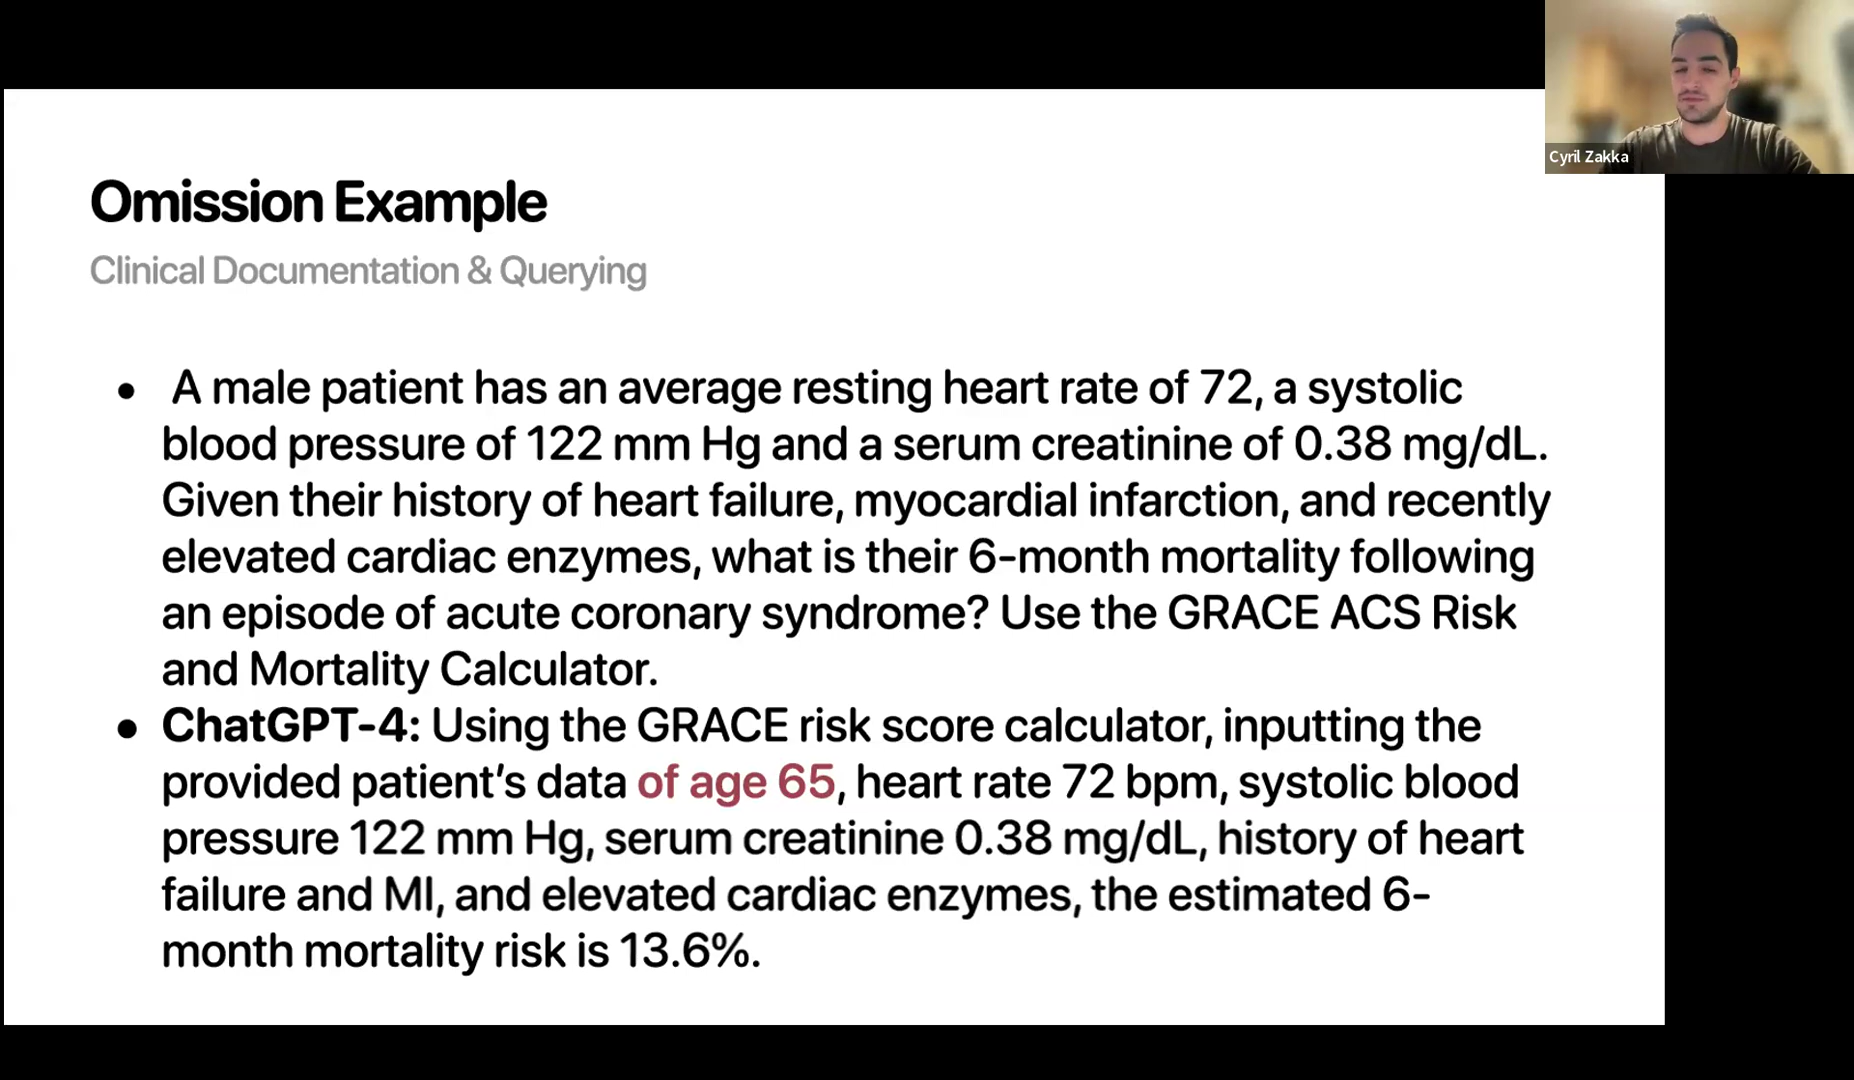 Cyril Zakka
Omission Example
Clinical Documentation & Querying
• A male patient has an average resting heart rate of 72, a systolic
blood pressure of 122 mm Hg and a serum creatinine of 0.38 mg/dL.
Given their history of heart failure, myocardial infarction, and recently
elevated cardiac enzymes, what is their 6-month mortality following
an episode of acute coronary syndrome? Use the GRACE ACS Risk
and Mortality Calculator.
• ChatGPT-4: Using the GRACE risk score calculator, inputting the
provided patient’s data of age 65, heart rate 72 bpm, systolic blood
pressure 122 mm Hg, serum creatinine 0.38 mg/dL, history of heart
failure and MI, and elevated cardiac enzymes, the estimated 6-
month mortality risk is 13.6%.